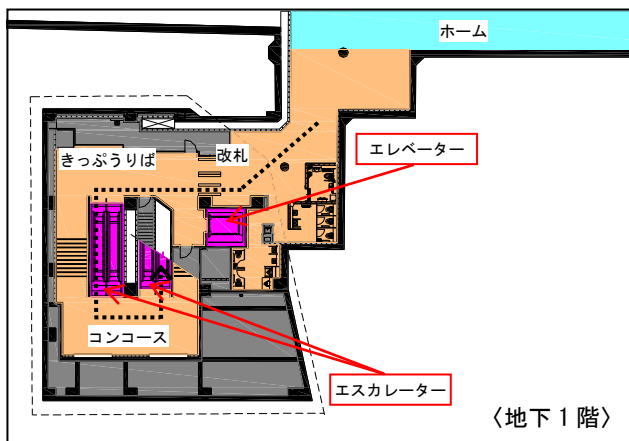 ホーム
エレベーター
きっぷうりば
改札
コンコース
エスカレーター
〈地下1階〉